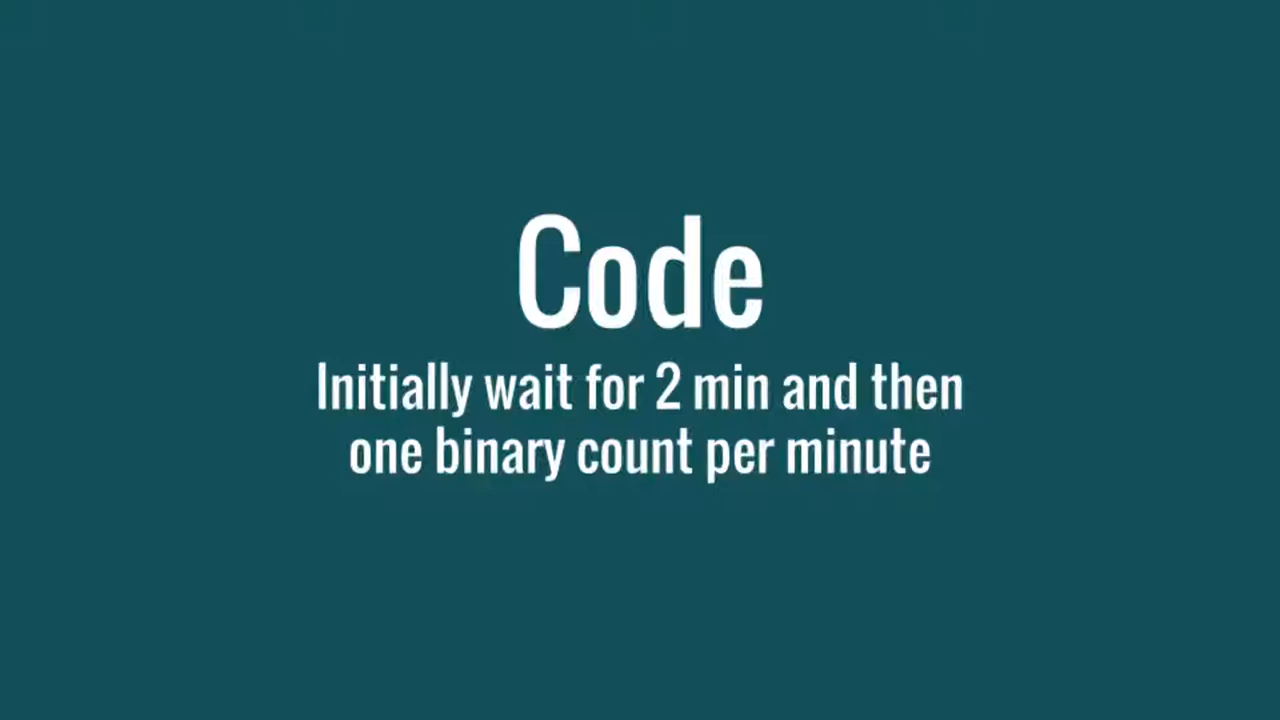 Code
Initially wait for 2 min and then
one binary count per minute